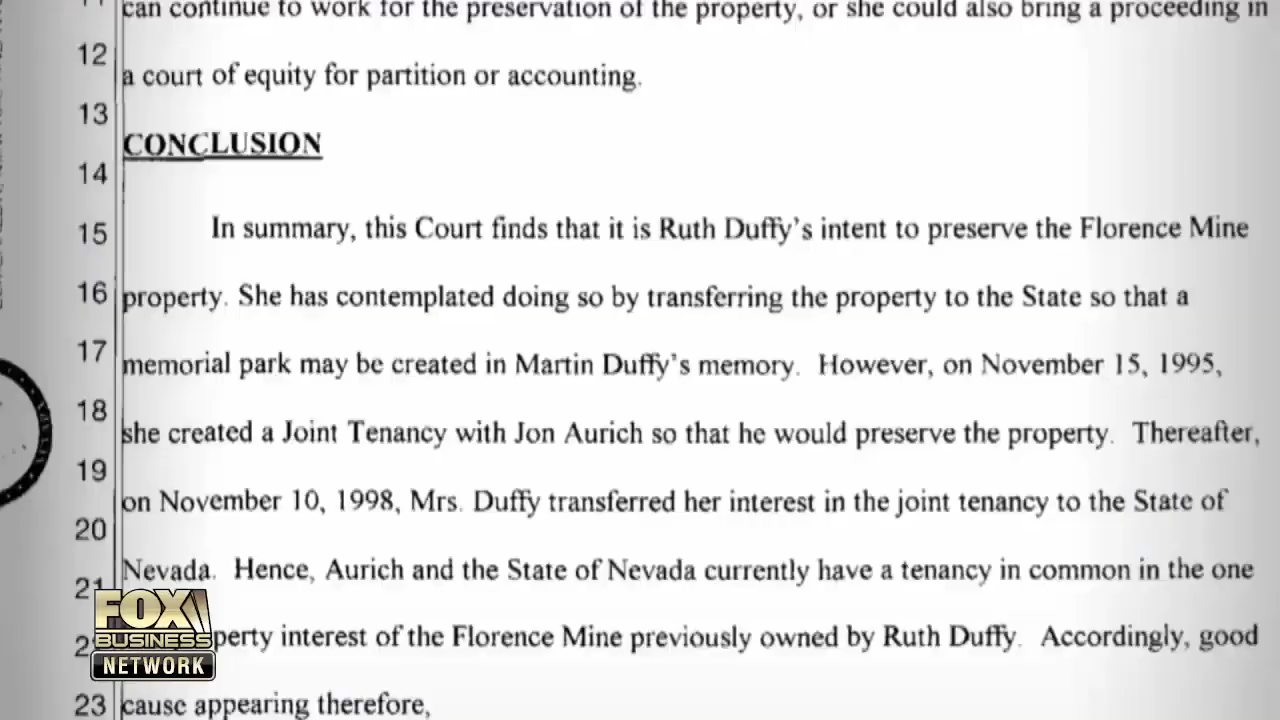 can continue to work for the preservation of the property, or she could also bring a proceeding in
12
a court of equity for partition or accounting.
13
CONCLUSION
14
15 In summary, this Court finds that it is Ruth Duffy's intent to preserve the Florence Mine
16 property. She has contemplated doing so by transferring the property to the State so that a
17 memorial park may be created in Martin Duffy's memory. However, on November 15, 1995,
18
she created a Joint Tenancy with Jon Aurich so that he would preserve the property. Thereafter,
19
on November 10, 1998, Mrs. Duffy transferred her interest in the joint tenancy to the State of
20
Nevada. Hence, Aurich and the State of Nevada currently have a tenancy in common in the one
21
perty interest of the Florence Mine previously owned by Ruth Duffy. Accordingly, good
23 cause appearing therefore,
FOX
BUSINESS
NETWORK